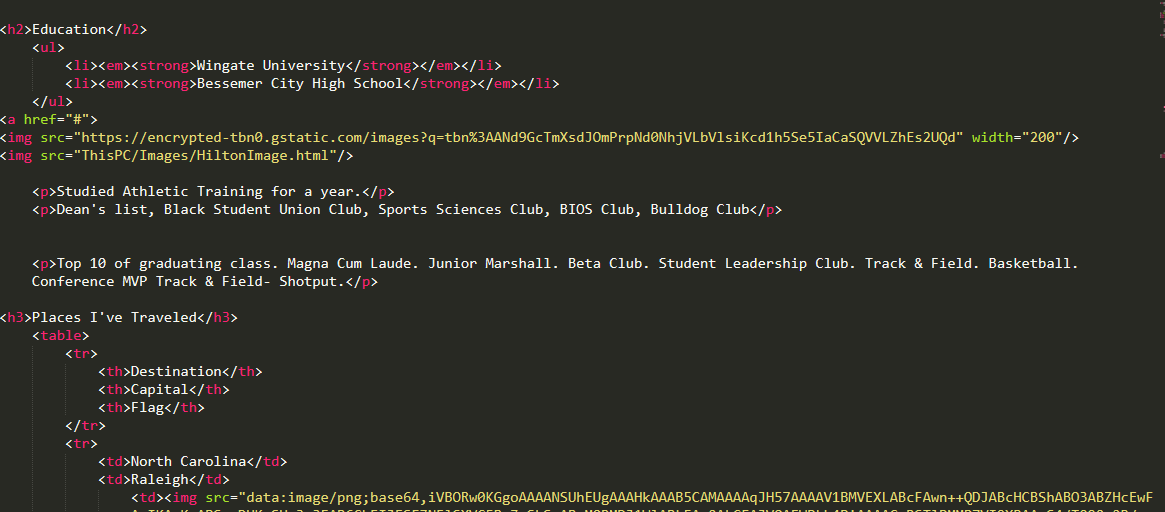 <h2>Education</h2>
<ul>
<li><em><strong>Wingate University</strong></em></li>
<li><em><strong>Bessemer City High School</strong></em></li>
</ul>
<a href="#">
<img src="https://encrypted-tbn0.gstatic.com/images?q=tbn%3AANd9GcTmXsdJOmPrpNd0NhjVLbVlsiKcd1h5Se5IaCaSQVVLZhEs2UQd" width="200"/>
<img src="ThisPC/Images/HiltonImage.html"/>
<p>Studied Athletic Training for a year.</p>
<p>Dean's list, Black Student Union Club, Sports Sciences Club, BIOS Club, Bulldog Club</p>
<p>Top 10 of graduating class. Magna Cum Laude. Junior Marshall. Beta Club. Student Leadership Club. Track & Field. Basketball.
Conference MVP Track & Field- Shotput.</p>
<h3>Places I've Traveled</h3>
<table>
<tr>
<th>Destination</th>
<th>Capital</th>
<th>Flag</th>
</tr>
<tr>
<td>North Carolina</td>
<td>Raleigh</td>
<td><img src="data:image/png;base64,iVBORw0KGgoAAAANSUhEUgAAAHkAAAB5CAMAAAAqJH57AAAAV1BMVEXLABcFAwn++QDJABcHCBShABO3ABZHcEwF